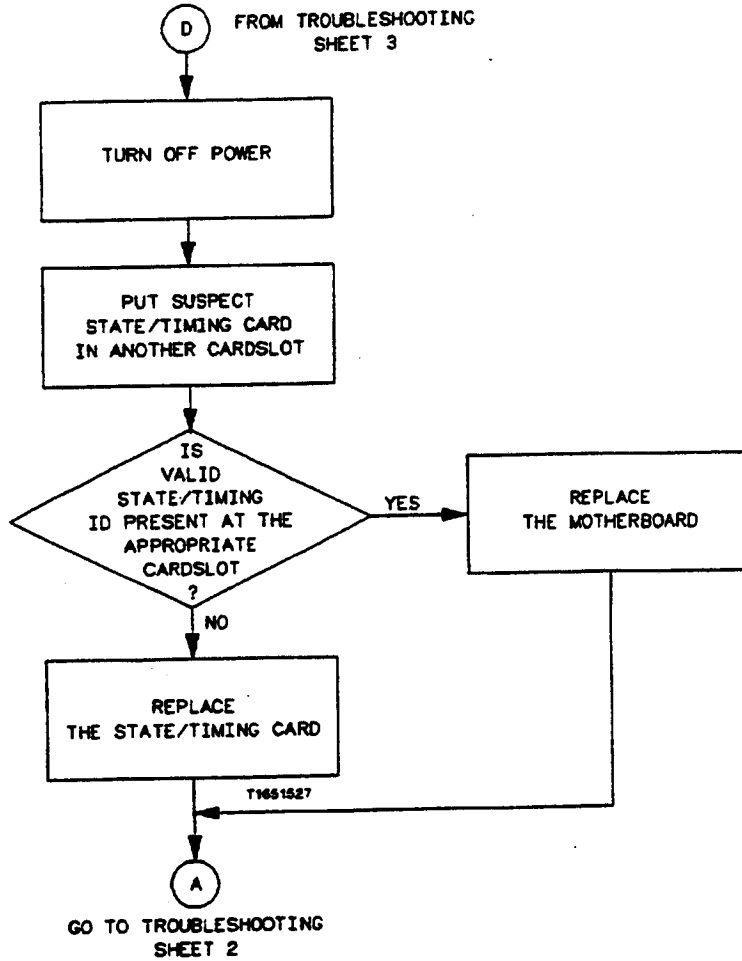 D
FROM TROUBLESHOOTING
SHEET 3
TURN OFF POWER
PUT SUSPECT
STATE/TIMING CARD
IN ANOTHER CARDSLOT
IS
VALID
STATE/TIMING
ID PRESENT AT THE
APPROPRIATE
CARDSLOT
?
YES
REPLACE
THE MOTHERBOARD
NO
REPLACE
THE STATE/TIMING CARD
T1651527
A
GO TO TROUBLESHOOTING
SHEET 2